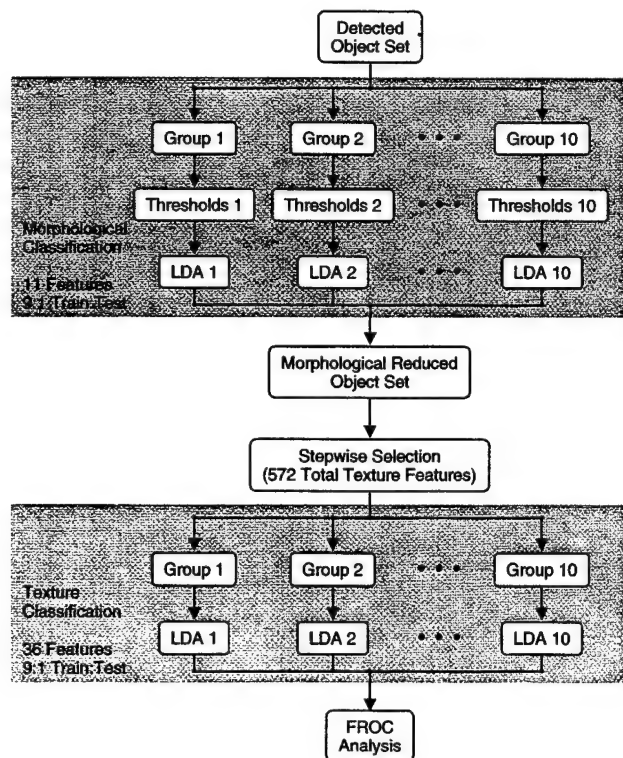 Detected
Object Set
Group 1
Group 2
Group 10
Thresholds 1
Thresholds 2
Thresholds 10
Morphological
Classification
LDA 1
LDA 2
LDA 10
11 Features
9:1 Train:Test
Morphological Reduced
Object Set
Stepwise Selection
(572 Total Texture Features)
Group 1
Group 2
Group 10
Texture
Classification
LDA 1
LDA 2
LDA 10
36 Features
9:1 Train:Test
FROC
Analysis